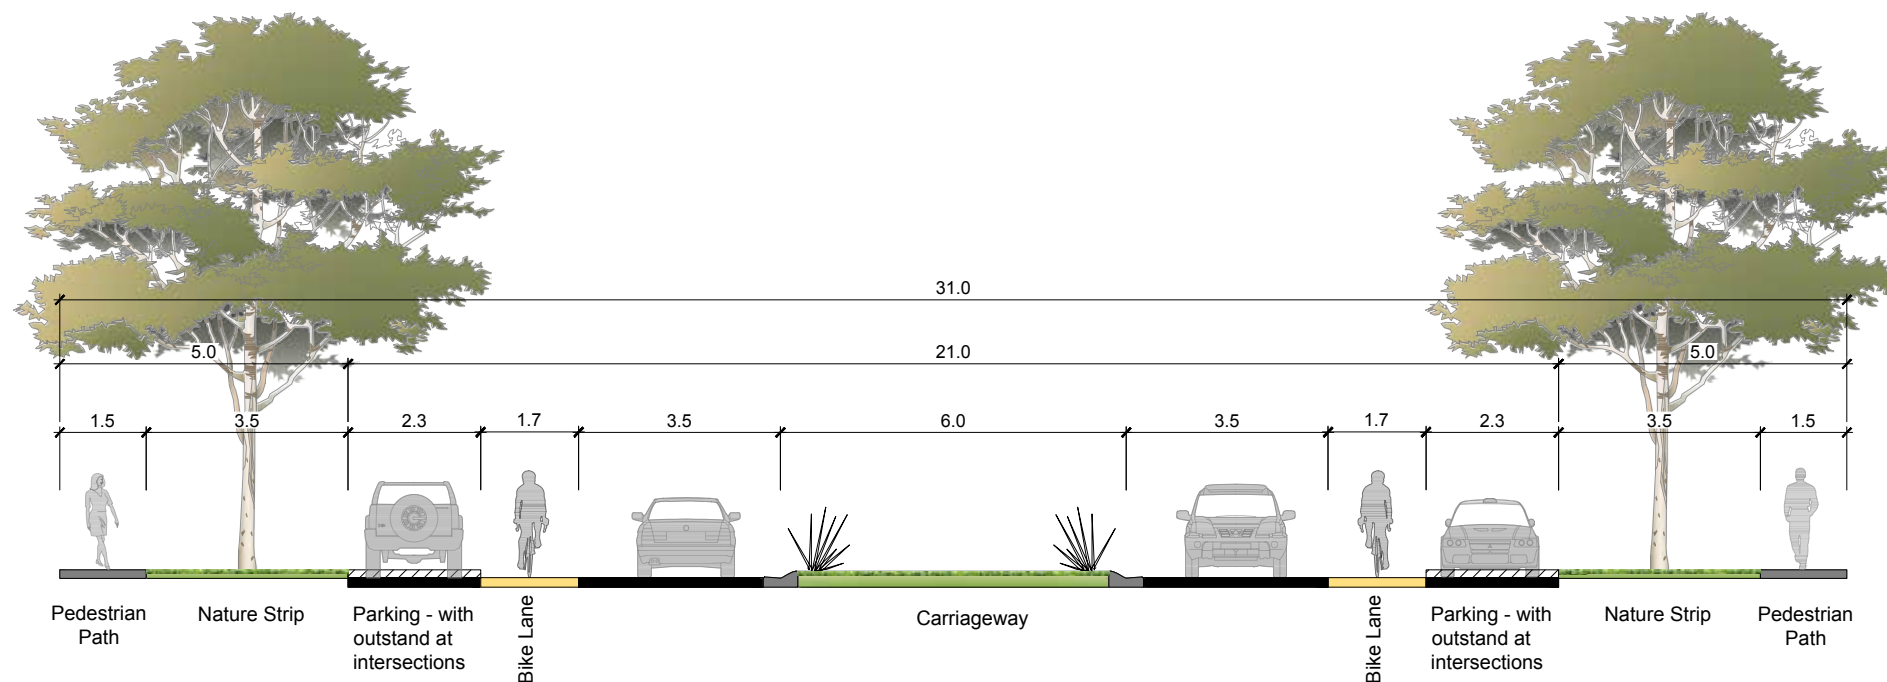 31.0
5.0
21.0
5.0
1.5
3.5
2.3
1.7
3.5
6.0
3.5
1.7
2.3
3.5
1.5
Pedestrian
Path
Nature Strip
Parking - with
outstand at
intersections
Bike Lane
Carriageway
Bike Lane
Parking - with
outstand at
intersections
Nature Strip
Pedestrian
Path